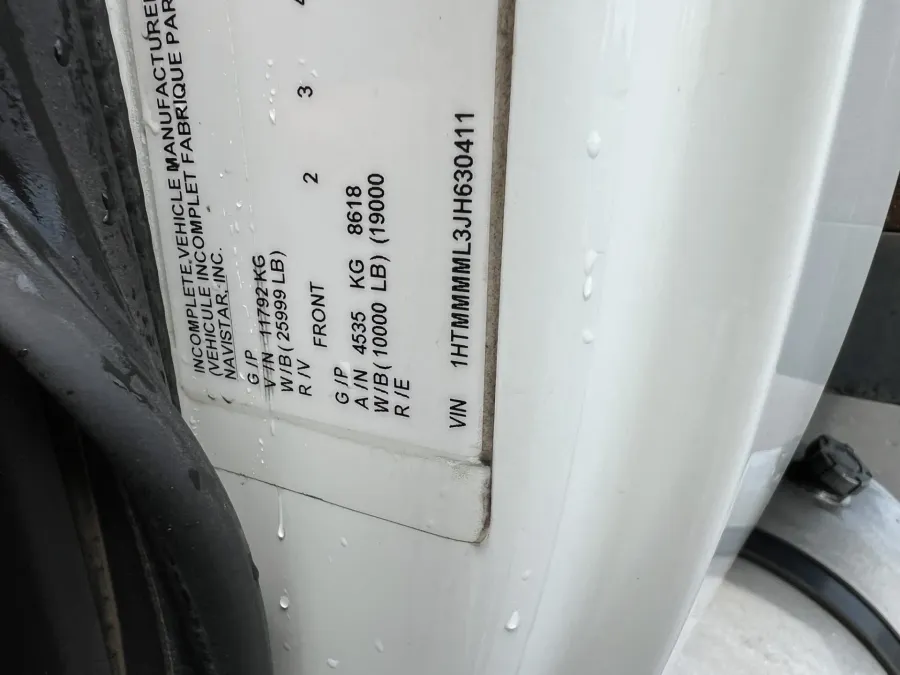 INCOMPLETE VEHICLE MANUFACTURED
(VEHICULE INCOMPLET FABRIQUE PAR
NAVISTAR, INC.
G/P
V/N 11792 KG
W/B( 25999 LB)
R/V FRONT 2 3
G/P
A/N 4535 KG 8618
W/B( 10000 LB) (19000
R/E
VIN 1HTMMMML3JH630411